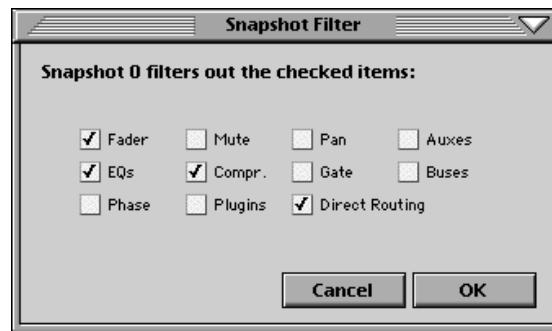 Snapshot Filter
Snapshot 0 filters out the checked items:
Fader Mute Pan Auxes
EQs Compr. Gate Buses
Phase Plugins Direct Routing
Cancel OK